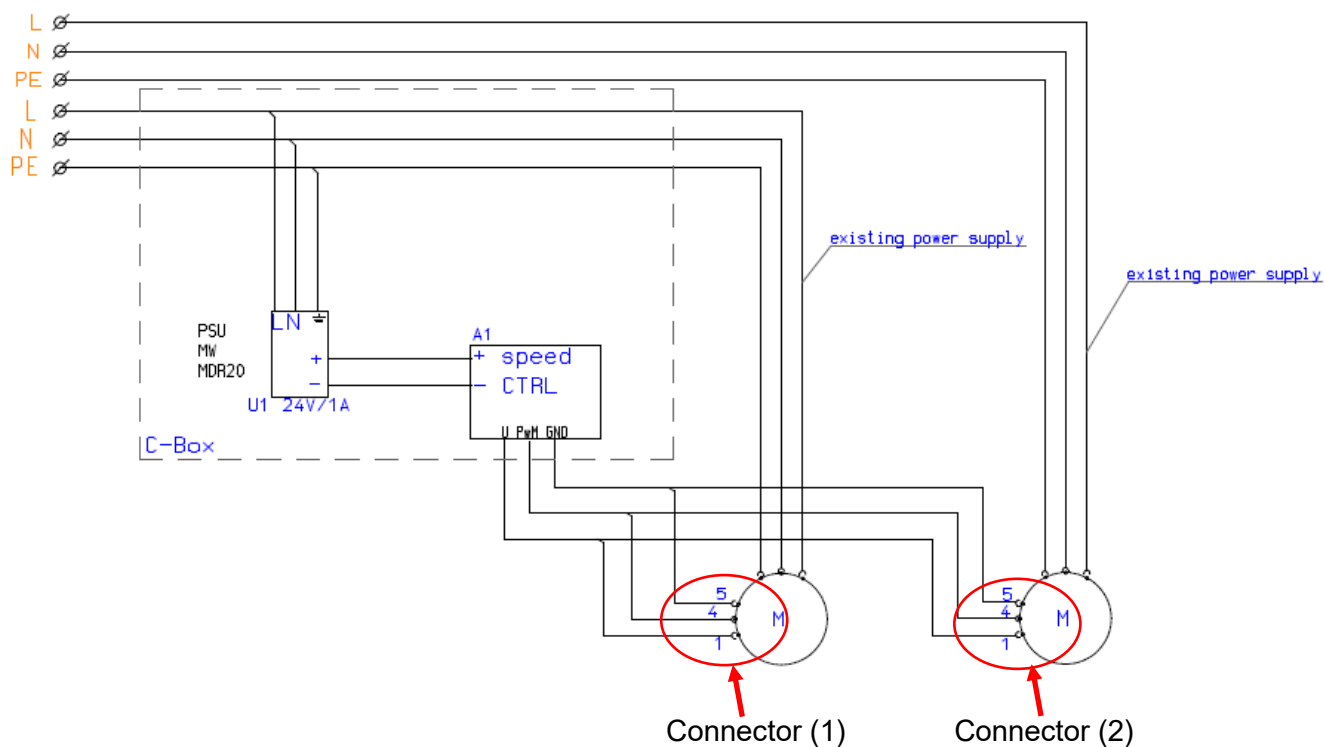 L
N
PE
L
N
PE
existing power supply
existing power supply
PSU
MW
MDR20
LN
+
−
U1 24V/1A
A1
+ speed
− CTRL
U PwM GND
C-Box
5
4
1
M
5
4
1
M
Connector (1)
Connector (2)